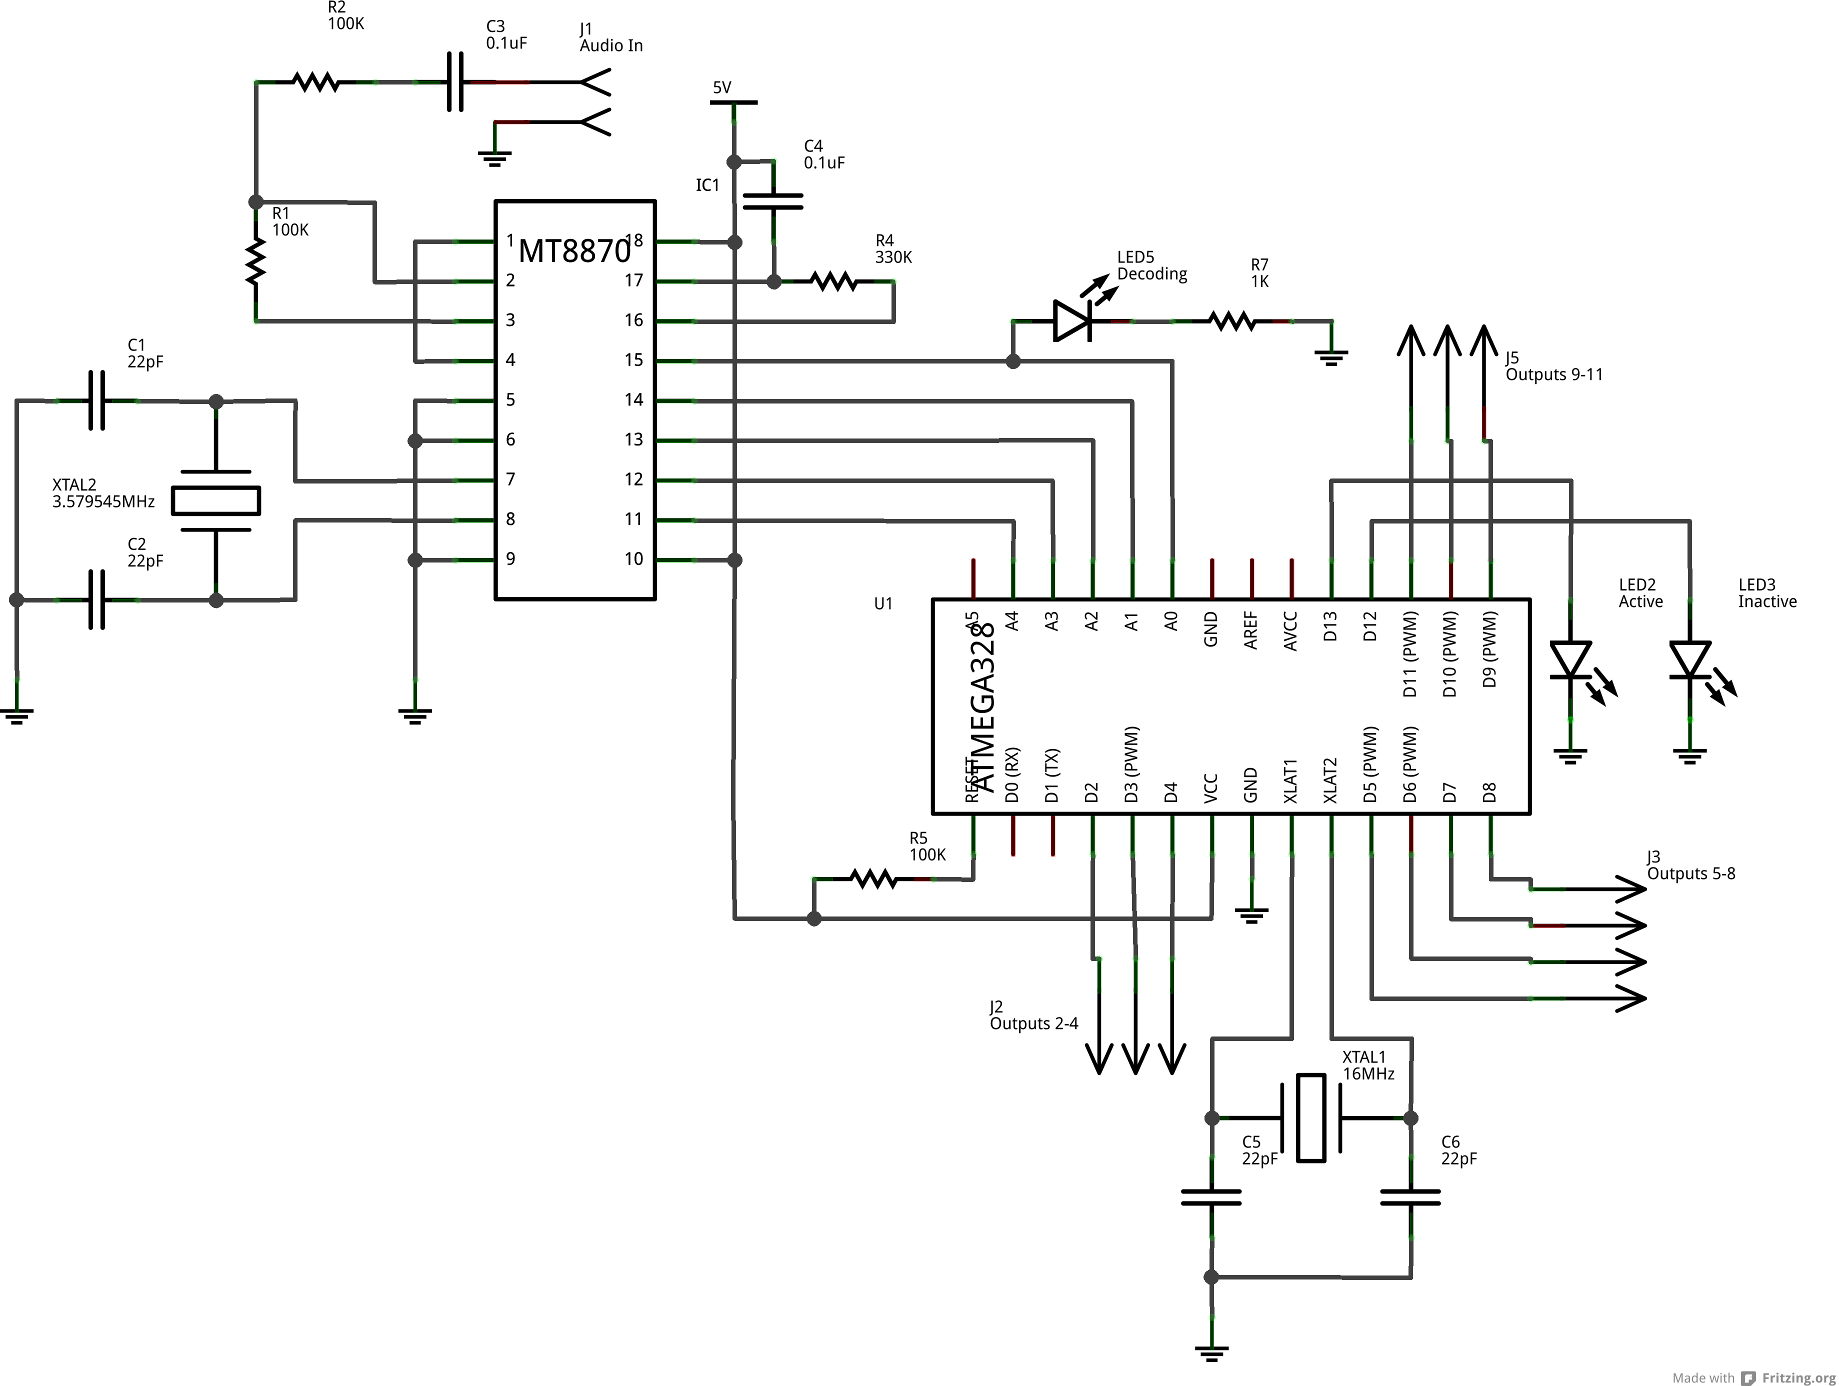 R2
100K
C3
0.1uF
J1
Audio In
5V
C4
0.1uF
IC1
R1
100K
MT8870
1
2
3
4
5
6
7
8
9
18
17
16
15
14
13
12
11
10
R4
330K
LED5
Decoding
R7
1K
J5
Outputs 9-11
C1
22pF
XTAL2
3.579545MHz
C2
22pF
U1
ATMEGA328
A5
A4
A3
A2
A1
A0
GND
AREF
AVCC
D13
D12
D11 (PWM)
D10 (PWM)
D9 (PWM)
RESET
D0 (RX)
D1 (TX)
D2
D3 (PWM)
D4
VCC
GND
XLAT1
XLAT2
D5 (PWM)
D6 (PWM)
D7
D8
LED2
Active
LED3
Inactive
R5
100K
J3
Outputs 5-8
J2
Outputs 2-4
XTAL1
16MHz
C5
22pF
C6
22pF
Made with Fritzing.org